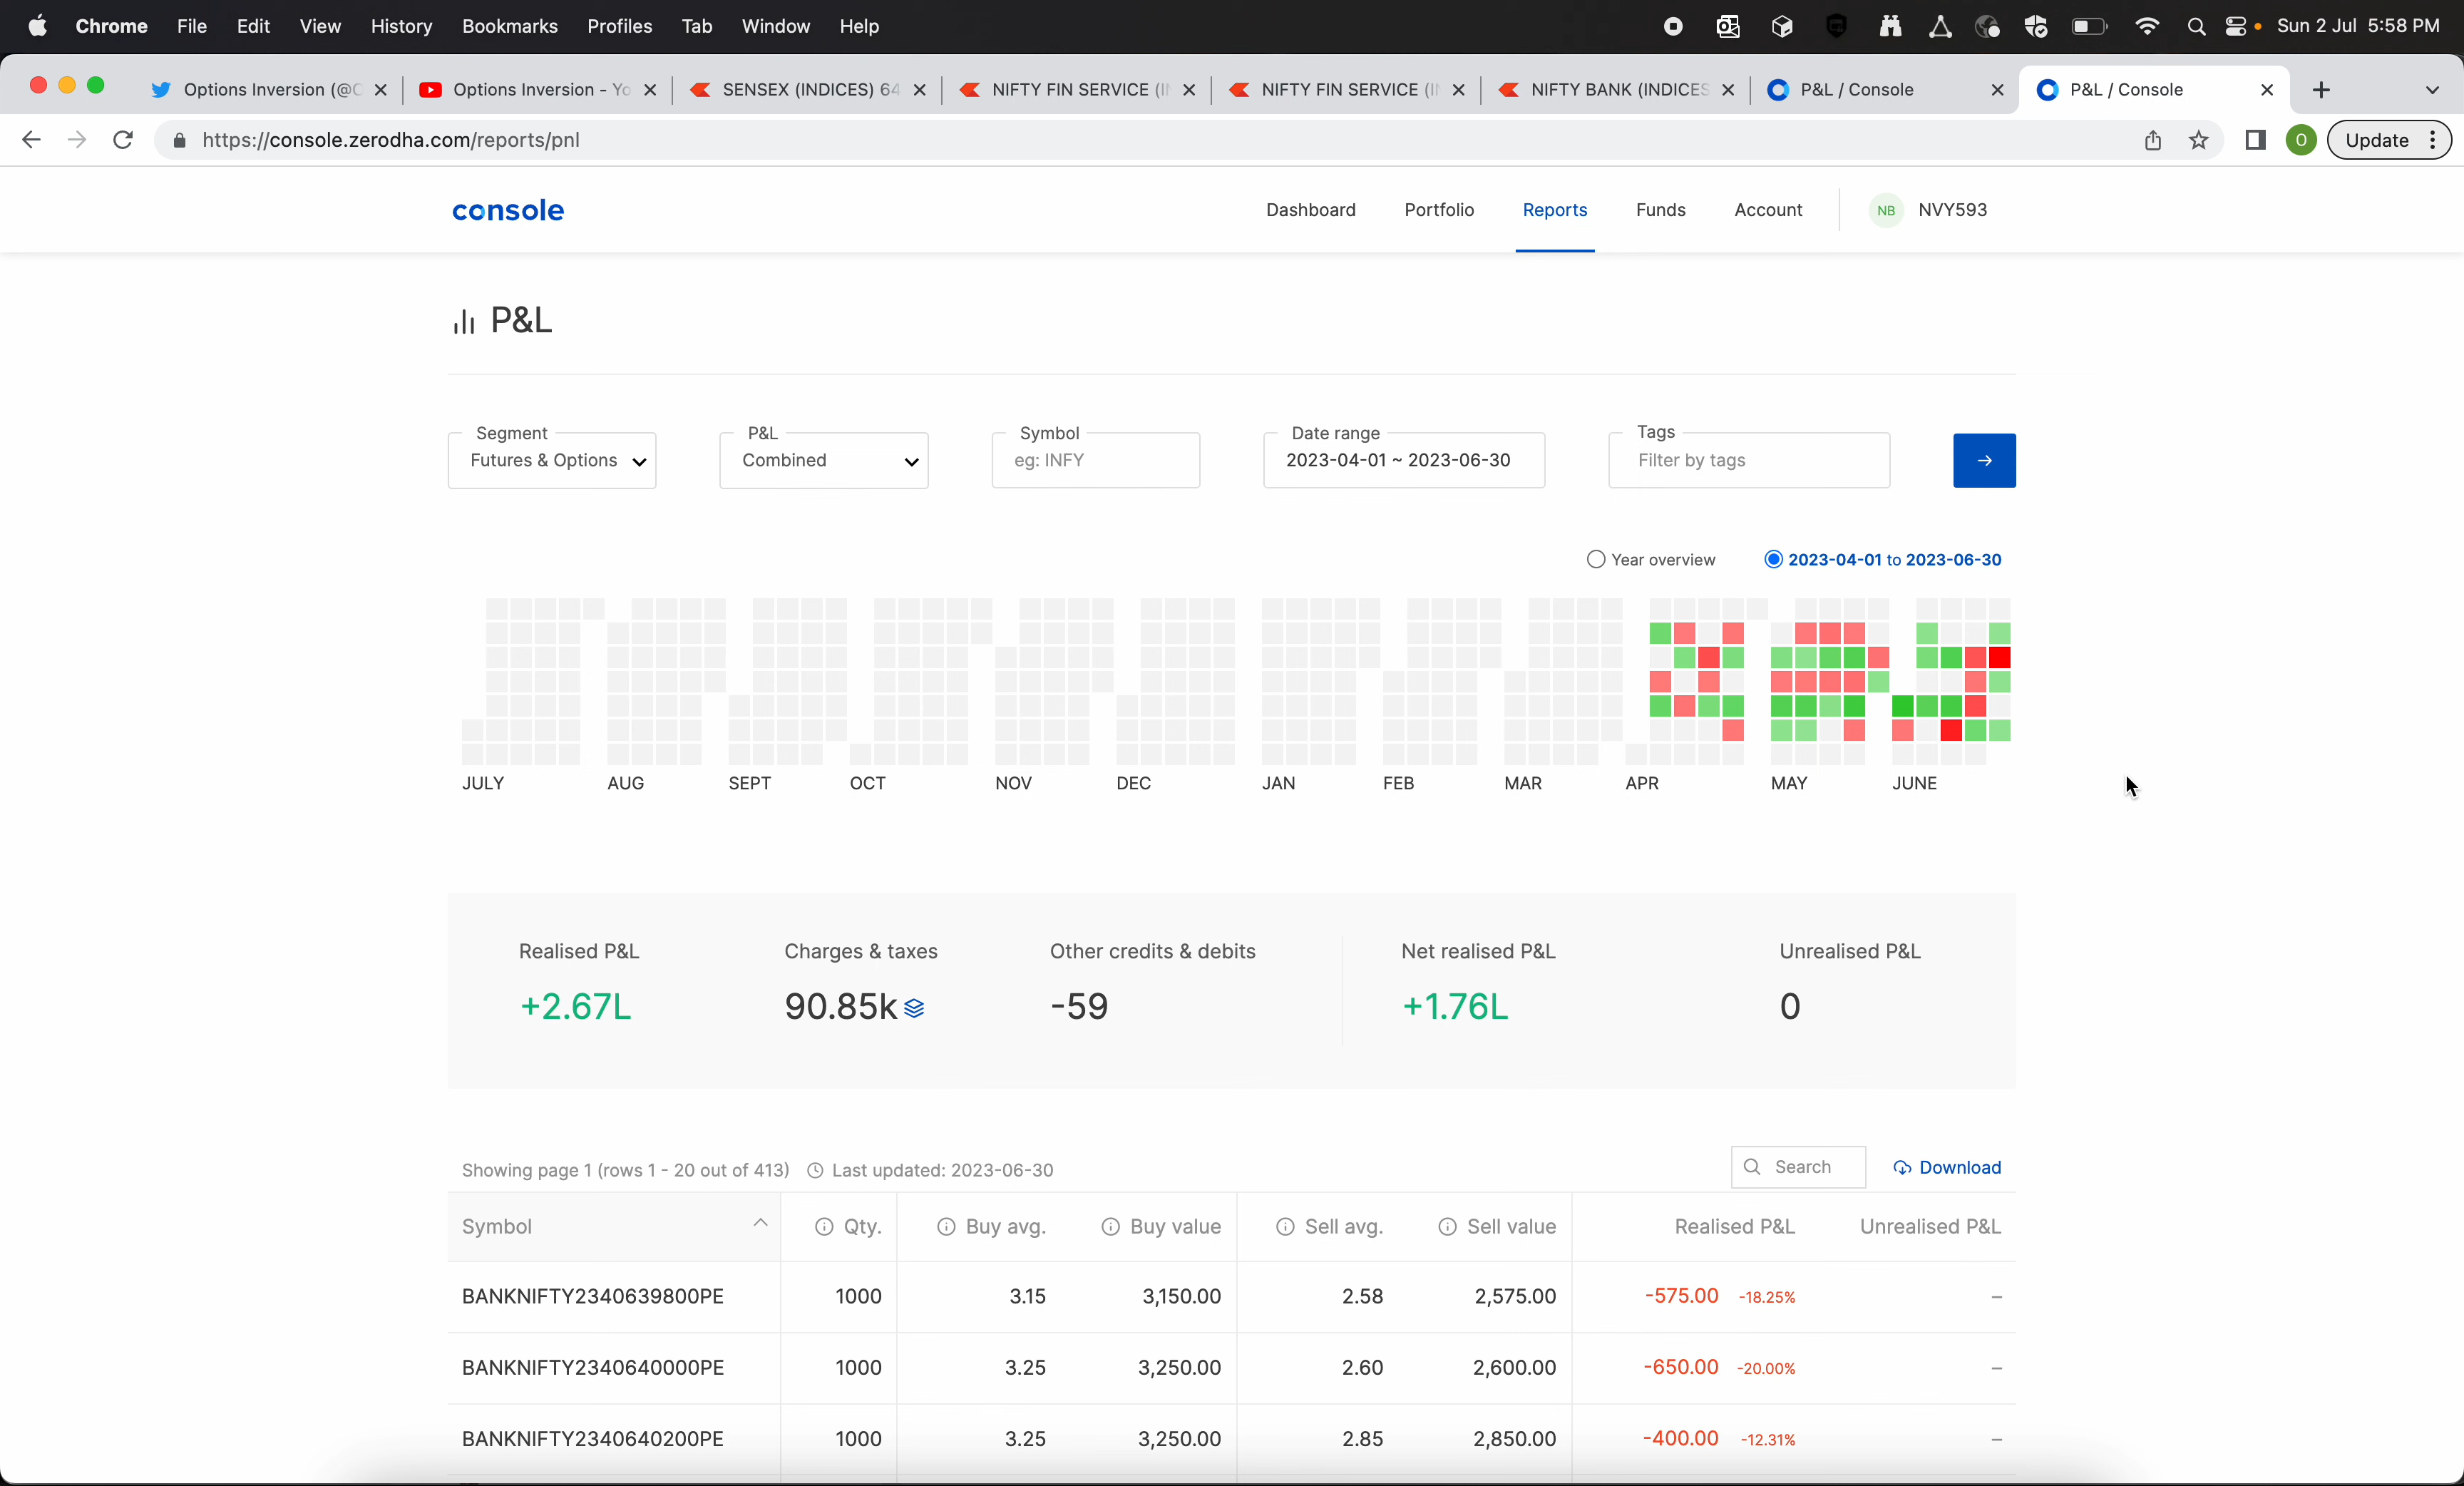 Chrome File Edit View History Bookmarks Profiles Tab Window Help Sun 2 Jul 5:58 PM
Options Inversion (@ Options Inversion - Yo SENSEX (INDICES) 64 NIFTY FIN SERVICE (I NIFTY FIN SERVICE (I NIFTY BANK (INDICES P&L / Console P&L / Console
https://console.zerodha.com/reports/pnl O Update
console Dashboard Portfolio Reports Funds Account NB NVY593
P&L
Segment P&L Symbol Date range Tags
Futures & Options Combined eg: INFY 2023-04-01 ~ 2023-06-30 Filter by tags
Year overview 2023-04-01 to 2023-06-30
JULY AUG SEPT OCT NOV DEC JAN FEB MAR APR MAY JUNE
Realised P&L Charges & taxes Other credits & debits Net realised P&L Unrealised P&L
+2.67L 90.85k -59 +1.76L 0
Showing page 1 (rows 1 - 20 out of 413) Last updated: 2023-06-30 Search Download
Symbol Qty. Buy avg. Buy value Sell avg. Sell value Realised P&L Unrealised P&L
BANKNIFTY2340639800PE 1000 3.15 3,150.00 2.58 2,575.00 -575.00 -18.25% –
BANKNIFTY2340640000PE 1000 3.25 3,250.00 2.60 2,600.00 -650.00 -20.00% –
BANKNIFTY2340640200PE 1000 3.25 3,250.00 2.85 2,850.00 -400.00 -12.31% –